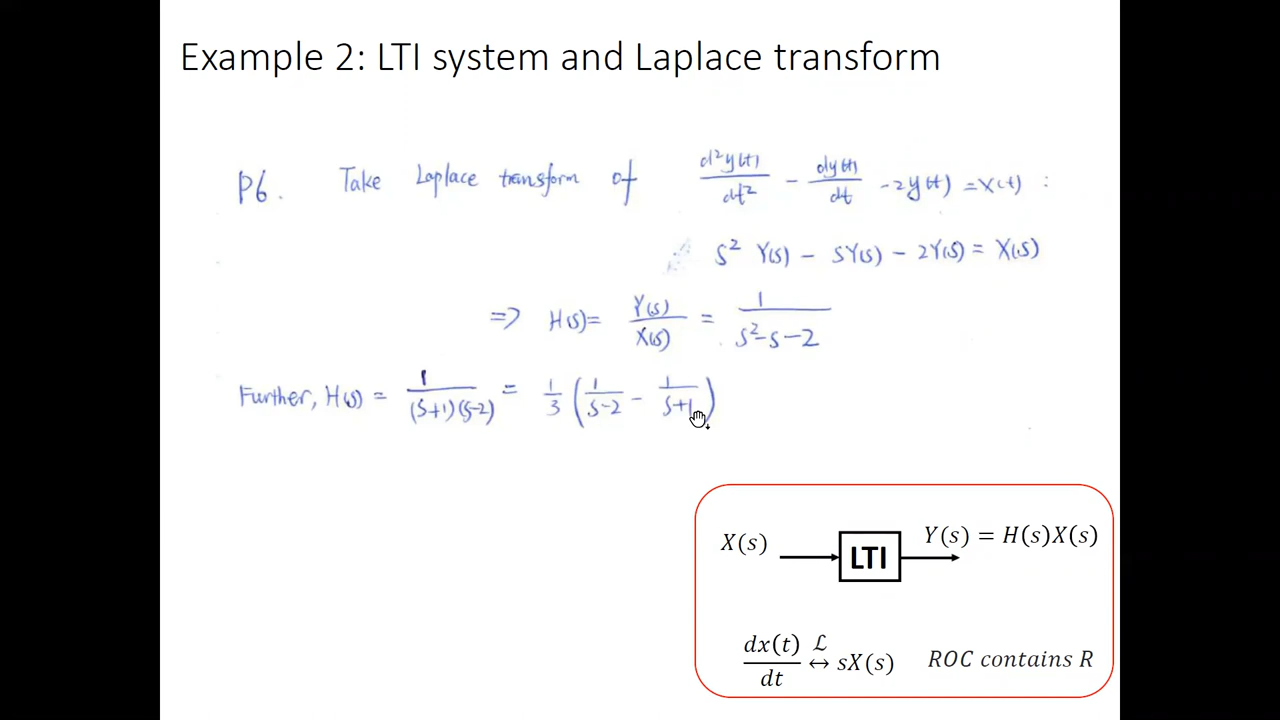 Example 2: LTI system and Laplace transform
P6. Take Laplace transform of d²y(t)/dt² - dy(t)/dt - 2y(t) = x(t) :
S² Y(s) - SY(s) - 2Y(s) = X(s)
=> H(s) = Y(s)/X(s) = 1/(s²-s-2)
Further, H(s) = 1/((s+1)(s-2)) = 1/3 (1/(s-2) - 1/(s+1))
X(s) LTI Y(s) = H(s)X(s)
dx(t)/dt ℒ↔ sX(s) ROC contains R